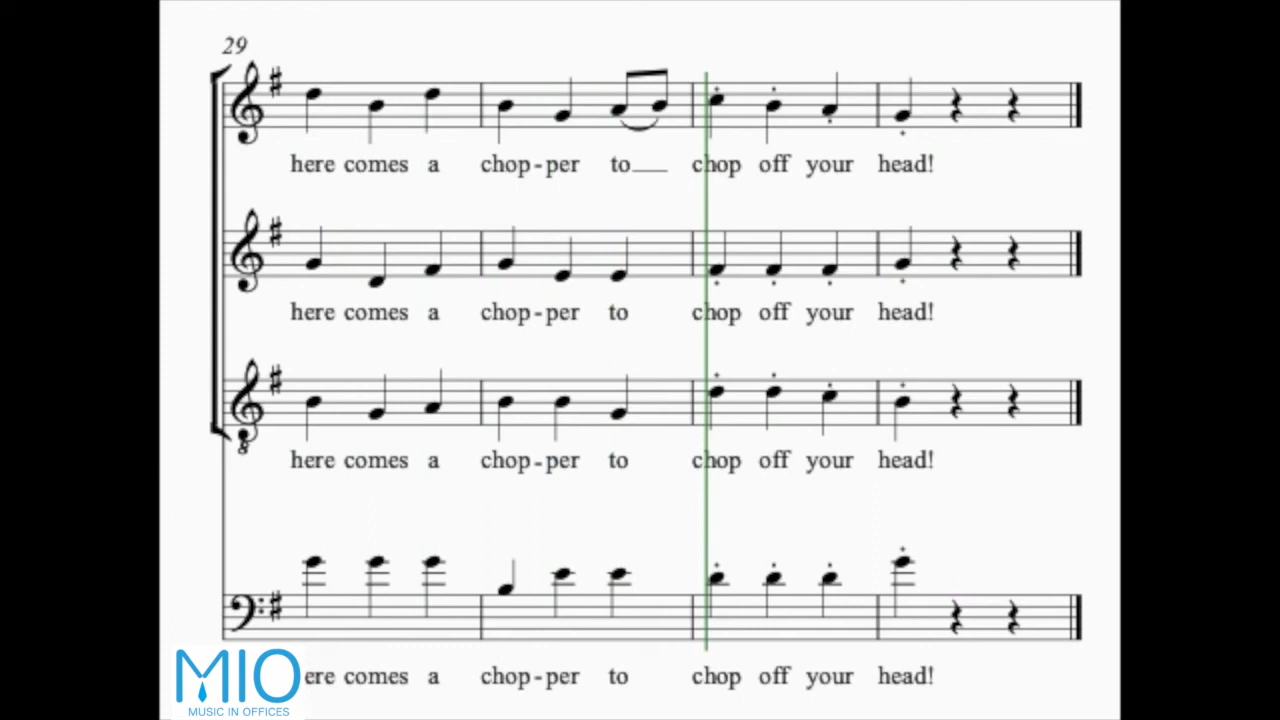 29
here comes a chop-per to chop off your head!
here comes a chop-per to chop off your head!
8
here comes a chop-per to chop off your head!
ere comes a chop-per to chop off your head!
MIO
MUSIC IN OFFICES